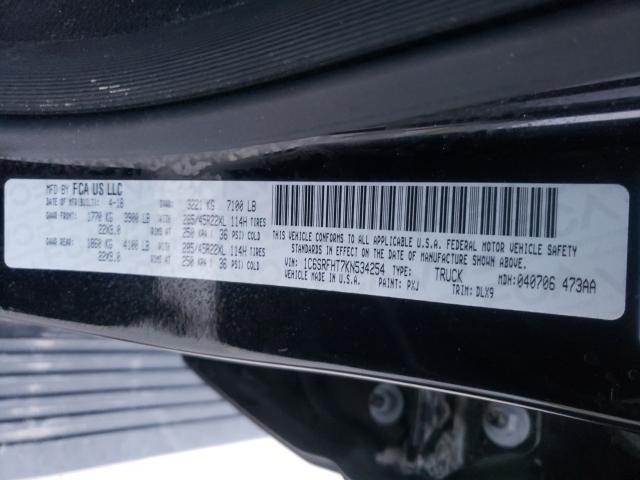 MFD BY FCA US LLC
DATE OF MFR/BUILT: 4-18 GVWR: 3221 KG 7100 LB
GAWR FRONT: 1770 KG 3900 LB 285/45R22XL 114H TIRES
22X9.0 RIMS AT 250 KPA / 36 PSI COLD
GAWR REAR: 1860 KG 4100 LB 285/45R22XL 114H TIRES
22X9.0 RIMS AT 250 KPA / 36 PSI COLD
THIS VEHICLE CONFORMS TO ALL APPLICABLE U.S.A. FEDERAL MOTOR VEHICLE SAFETY
STANDARDS IN EFFECT ON THE DATE OF MANUFACTURE SHOWN ABOVE.
VIN: 1C6SRFHT7KN534254 TYPE: TRUCK MDH: 040706 473AA
VEHICLE MADE IN U.S.A. PAINT: PXJ TRIM: DLX9